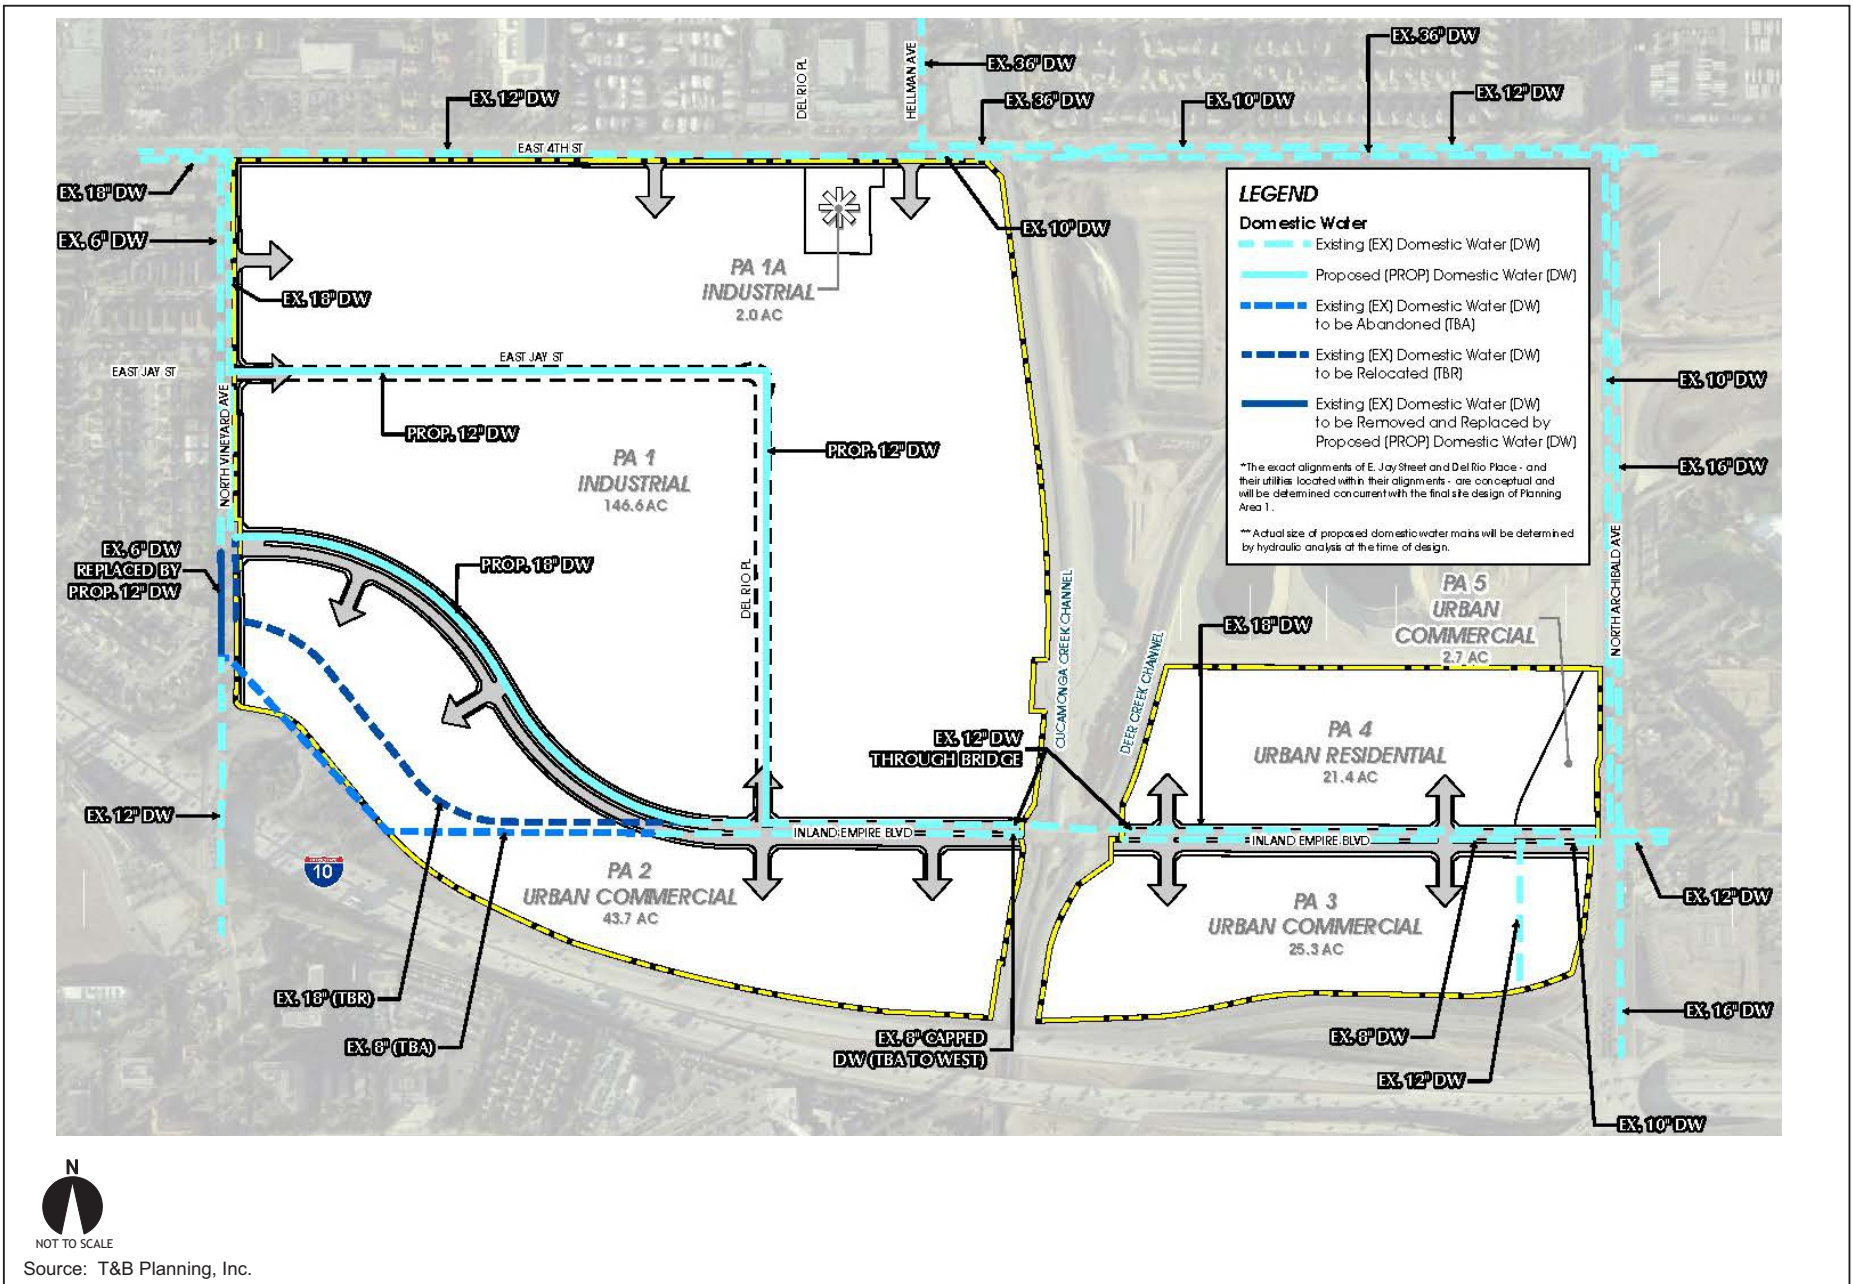 EX. 36" DW
EX. 36" DW
EX. 12" DW
EX. 36" DW
EX. 10" DW
EX. 12" DW
DEL RIO PL
HELLMAN AVE
EAST 4TH ST
EX. 18" DW
EX. 6" DW
EX. 18" DW
EX. 10" DW
PA 1A
INDUSTRIAL
2.0 AC
LEGEND
Domestic Water
Existing (EX) Domestic Water (DW)
Proposed (PROP) Domestic Water (DW)
Existing (EX) Domestic Water (DW)
to be Abandoned (TBA)
Existing (EX) Domestic Water (DW)
to be Relocated (TBR)
Existing (EX) Domestic Water (DW)
to be Removed and Replaced by
Proposed (PROP) Domestic Water (DW)
*The exact alignments of E. Jay Street and Del Rio Place - and
their utilities located within their alignments - are conceptual and
will be determined concurrent with the final site design of Planning
Area 1.
** Actual size of proposed domestic water mains will be determined
by hydraulic analysis at the time of design.
EAST JAY ST
EAST JAY ST
NORTH VINEYARD AVE
PROP. 12" DW
PROP. 12" DW
PA 1
INDUSTRIAL
146.6 AC
EX. 10" DW
EX. 16" DW
NORTH ARCHIBALD AVE
EX. 6" DW
REPLACED BY
PROP. 12" DW
PROP. 18" DW
DEL RIO PL
CUCAMONGA CREEK CHANNEL
DEER CREEK CHANNEL
PA 5
URBAN
COMMERCIAL
2.7 AC
EX. 18" DW
EX. 12" DW
THROUGH BRIDGE
PA 4
URBAN RESIDENTIAL
21.4 AC
EX. 12" DW
INLAND EMPIRE BLVD
INLAND EMPIRE BLVD
INTERSTATE
10
PA 2
URBAN COMMERCIAL
43.7 AC
PA 3
URBAN COMMERCIAL
25.3 AC
EX. 12" DW
EX. 18" (TBR)
EX. 8" (TBA)
EX. 8" CAPPED
DW (TBA TO WEST)
EX. 8" DW
EX. 16" DW
EX. 12" DW
EX. 10" DW
N
NOT TO SCALE
Source: T&B Planning, Inc.